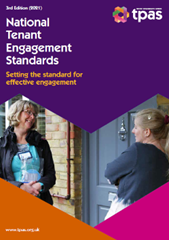 3rd Edition (2021)
tpas
National
Tenant
Engagement
Standards
Setting the standard for
effective engagement
www.tpas.org.uk